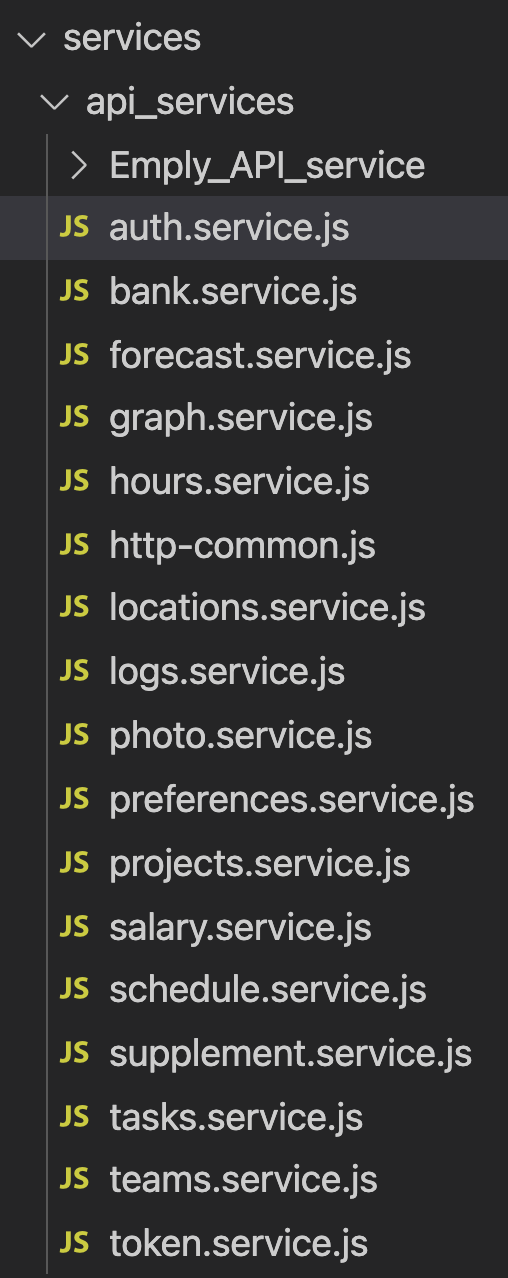 services
api_services
Emply_API_service
JS auth.service.js
JS bank.service.js
JS forecast.service.js
JS graph.service.js
JS hours.service.js
JS http-common.js
JS locations.service.js
JS logs.service.js
JS photo.service.js
JS preferences.service.js
JS projects.service.js
JS salary.service.js
JS schedule.service.js
JS supplement.service.js
JS tasks.service.js
JS teams.service.js
JS token.service.js